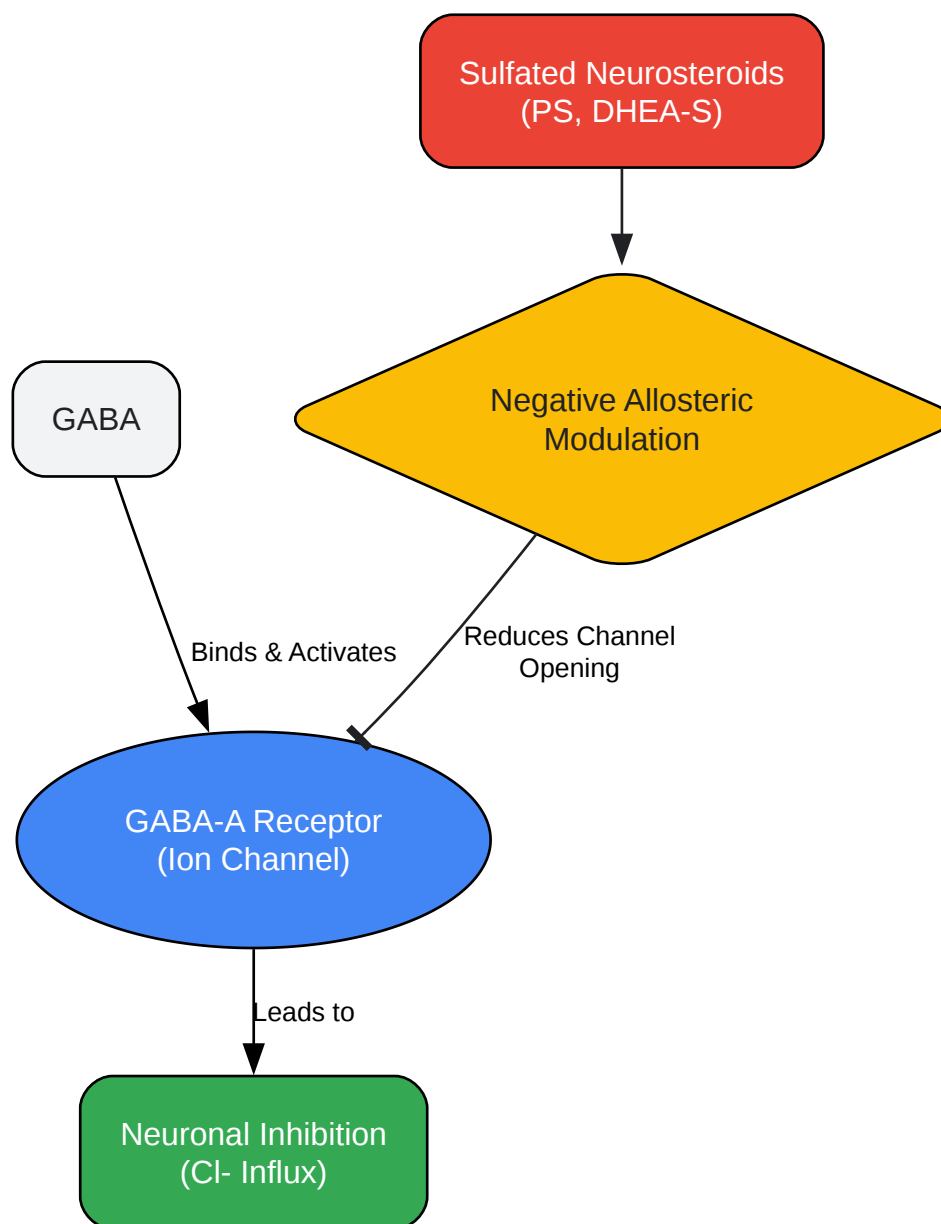 Sulfated Neurosteroids
(PS, DHEA-S)
Negative Allosteric
Modulation
GABA
Binds & Activates
Reduces Channel
Opening
GABA-A Receptor
(Ion Channel)
Leads to
Neuronal Inhibition
(Cl- Influx)